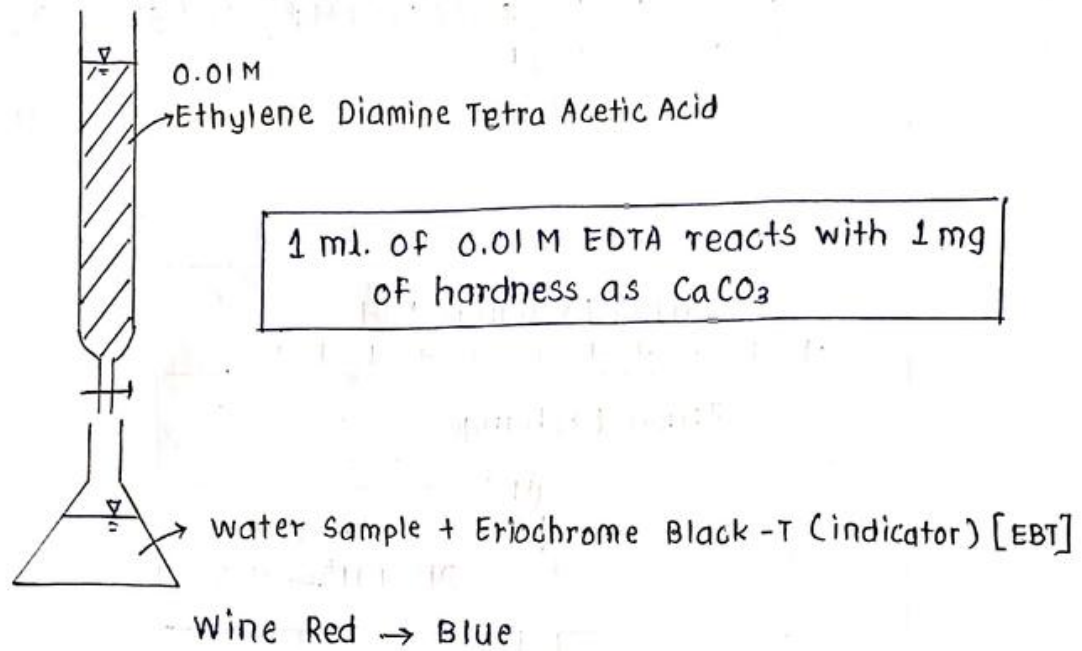 0.01M
Ethylene Diamine Tetra Acetic Acid
1 ml. of 0.01 M EDTA reacts with 1 mg
of hardness as CaCO₃
water sample + Eriochrome Black -T (indicator) [EBT]
Wine Red → Blue